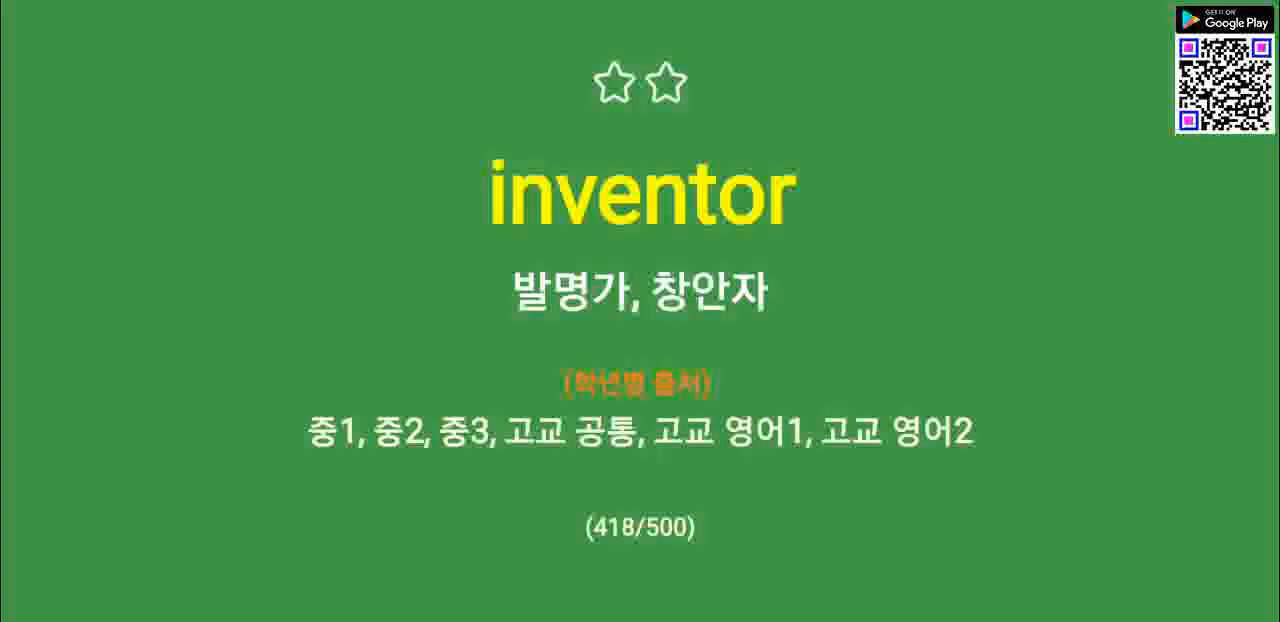 GET IT ON
Google Play
inventor
발명가, 창안자
(학년별 출처)
중1, 중2, 중3, 고교 공통, 고교 영어1, 고교 영어2
(418/500)